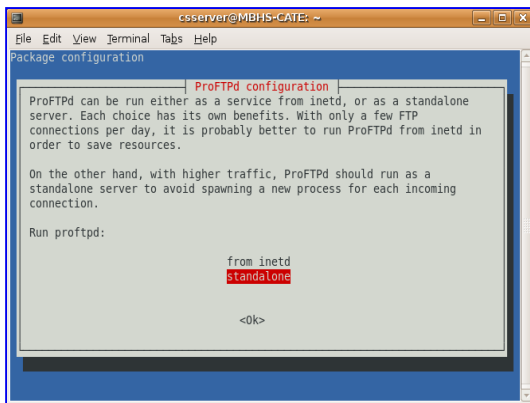 csserver@MBHS-CATE: ~
File Edit View Terminal Tabs Help
Package configuration
ProFTPd configuration
ProFTPd can be run either as a service from inetd, or as a standalone
server. Each choice has its own benefits. With only a few FTP
connections per day, it is probably better to run ProFTPd from inetd in
order to save resources.
On the other hand, with higher traffic, ProFTPd should run as a
standalone server to avoid spawning a new process for each incoming
connection.
Run proftpd:
from inetd
standalone
<Ok>